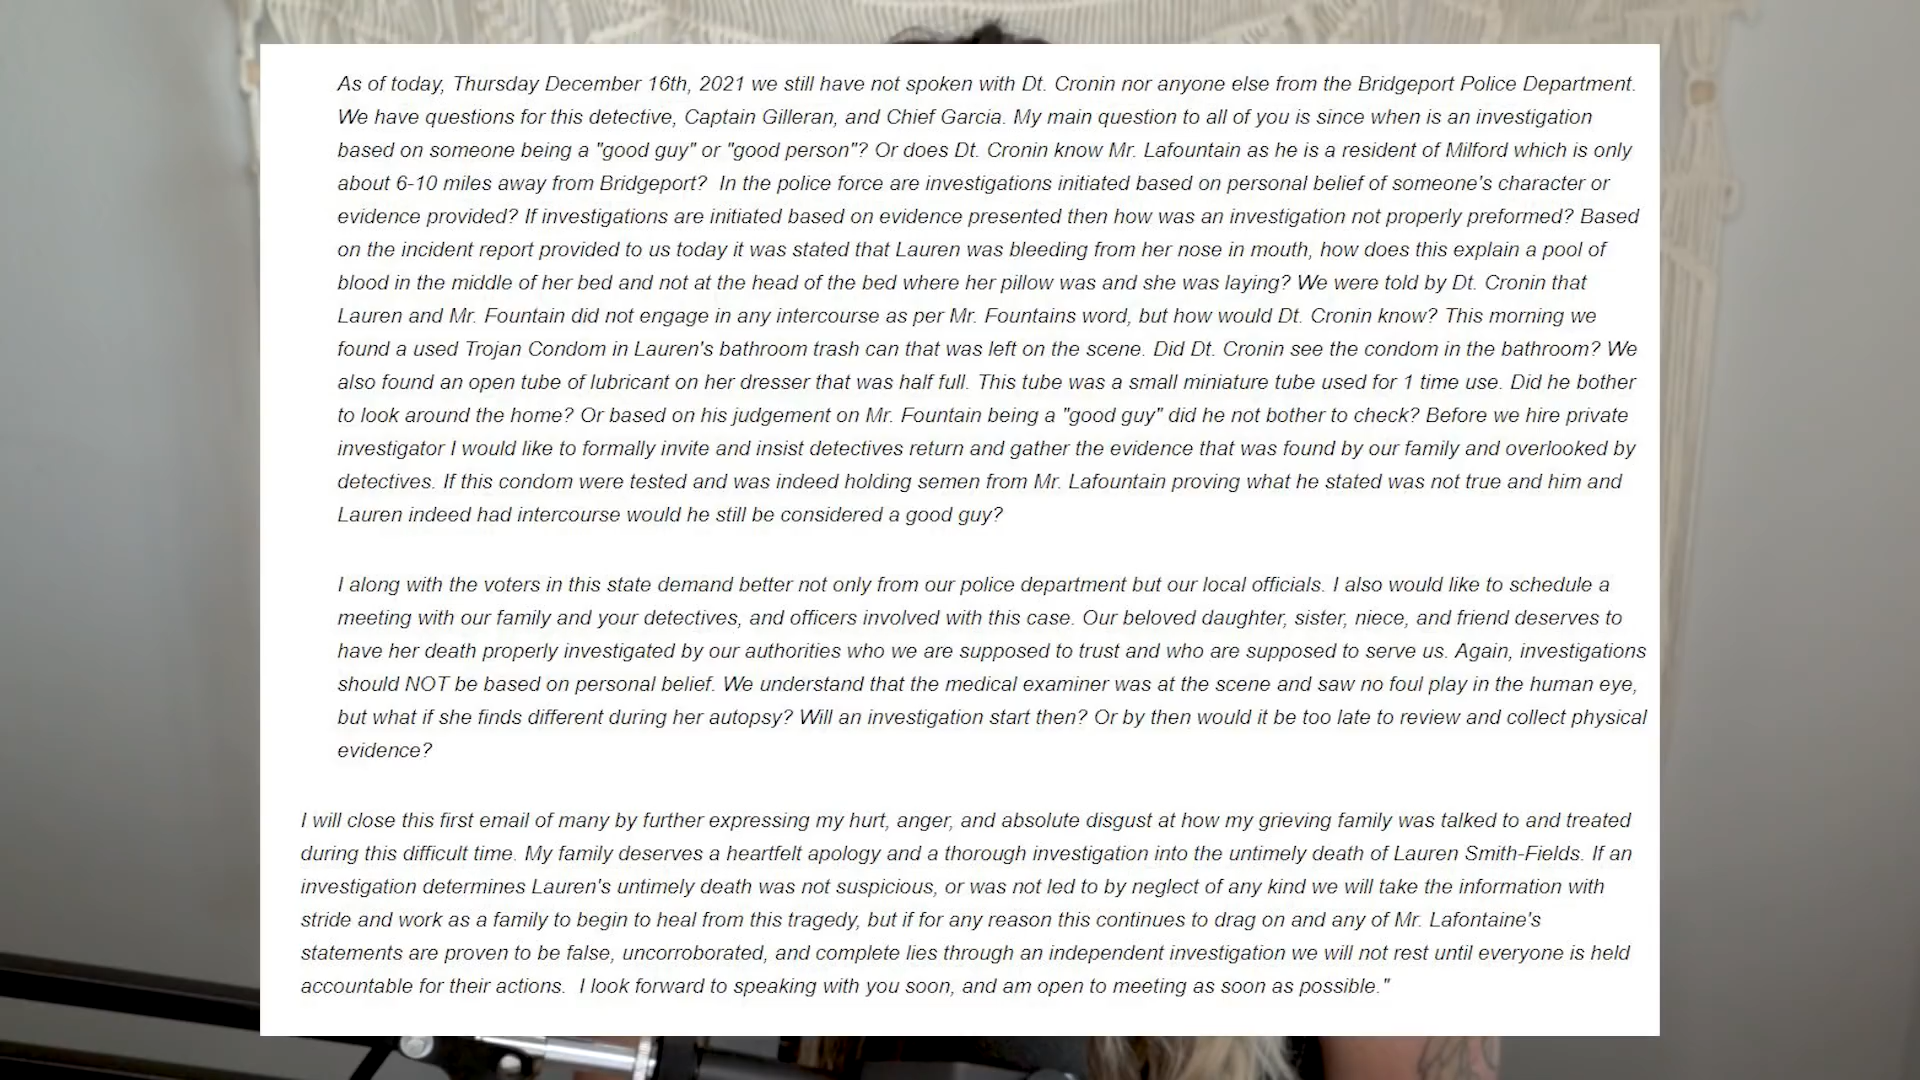 As of today, Thursday December 16th, 2021 we still have not spoken with Dt. Cronin nor anyone else from the Bridgeport Police Department.
We have questions for this detective, Captain Gilleran, and Chief Garcia. My main question to all of you is since when is an investigation
based on someone being a "good guy" or "good person"? Or does Dt. Cronin know Mr. Lafountain as he is a resident of Milford which is only
about 6-10 miles away from Bridgeport?  In the police force are investigations initiated based on personal belief of someone's character or
evidence provided? If investigations are initiated based on evidence presented then how was an investigation not properly preformed? Based
on the incident report provided to us today it was stated that Lauren was bleeding from her nose in mouth, how does this explain a pool of
blood in the middle of her bed and not at the head of the bed where her pillow was and she was laying? We were told by Dt. Cronin that
Lauren and Mr. Fountain did not engage in any intercourse as per Mr. Fountains word, but how would Dt. Cronin know? This morning we
found a used Trojan Condom in Lauren's bathroom trash can that was left on the scene. Did Dt. Cronin see the condom in the bathroom? We
also found an open tube of lubricant on her dresser that was half full. This tube was a small miniature tube used for 1 time use. Did he bother
to look around the home? Or based on his judgement on Mr. Fountain being a "good guy" did he not bother to check? Before we hire private
investigator I would like to formally invite and insist detectives return and gather the evidence that was found by our family and overlooked by
detectives. If this condom were tested and was indeed holding semen from Mr. Lafountain proving what he stated was not true and him and
Lauren indeed had intercourse would he still be considered a good guy?
I along with the voters in this state demand better not only from our police department but our local officials. I also would like to schedule a
meeting with our family and your detectives, and officers involved with this case. Our beloved daughter, sister, niece, and friend deserves to
have her death properly investigated by our authorities who we are supposed to trust and who are supposed to serve us. Again, investigations
should NOT be based on personal belief. We understand that the medical examiner was at the scene and saw no foul play in the human eye,
but what if she finds different during her autopsy? Will an investigation start then? Or by then would it be too late to review and collect physical
evidence?
I will close this first email of many by further expressing my hurt, anger, and absolute disgust at how my grieving family was talked to and treated
during this difficult time. My family deserves a heartfelt apology and a thorough investigation into the untimely death of Lauren Smith-Fields. If an
investigation determines Lauren's untimely death was not suspicious, or was not led to by neglect of any kind we will take the information with
stride and work as a family to begin to heal from this tragedy, but if for any reason this continues to drag on and any of Mr. Lafontaine's
statements are proven to be false, uncorroborated, and complete lies through an independent investigation we will not rest until everyone is held
accountable for their actions.  I look forward to speaking with you soon, and am open to meeting as soon as possible."